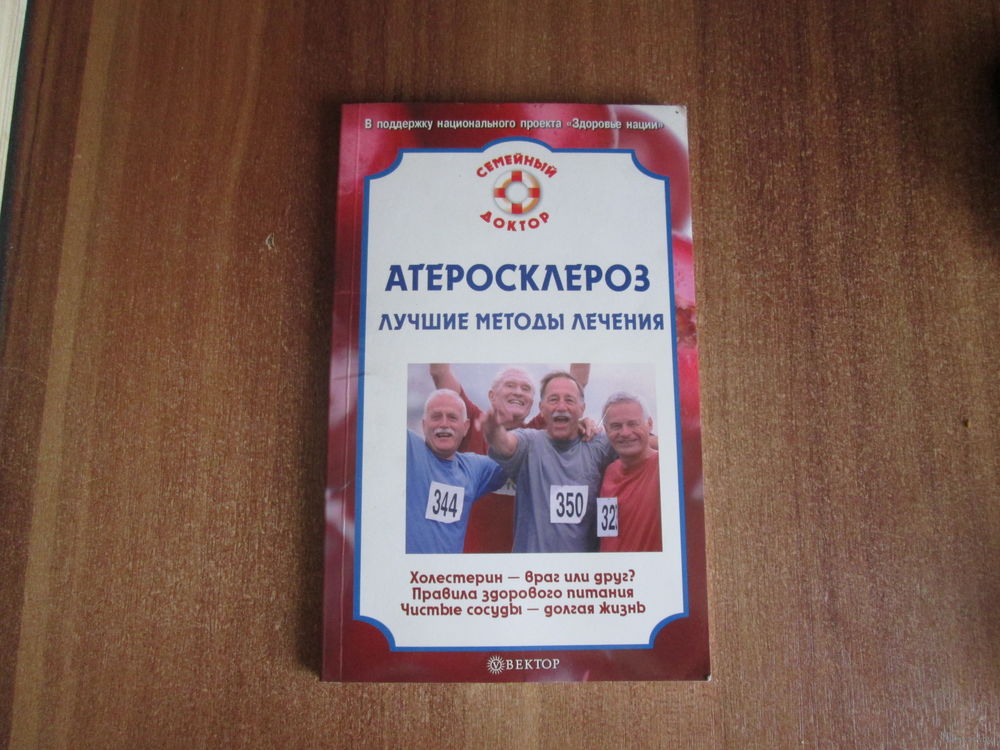 В поддержку национального проекта «Здоровье нации»
СЕМЕЙНЫЙ
ДОКТОР
АТЕРОСКЛЕРОЗ
ЛУЧШИЕ МЕТОДЫ ЛЕЧЕНИЯ
344
350
32
Холестерин — враг или друг?
Правила здорового питания
Чистые сосуды — долгая жизнь
V ВЕКТОР